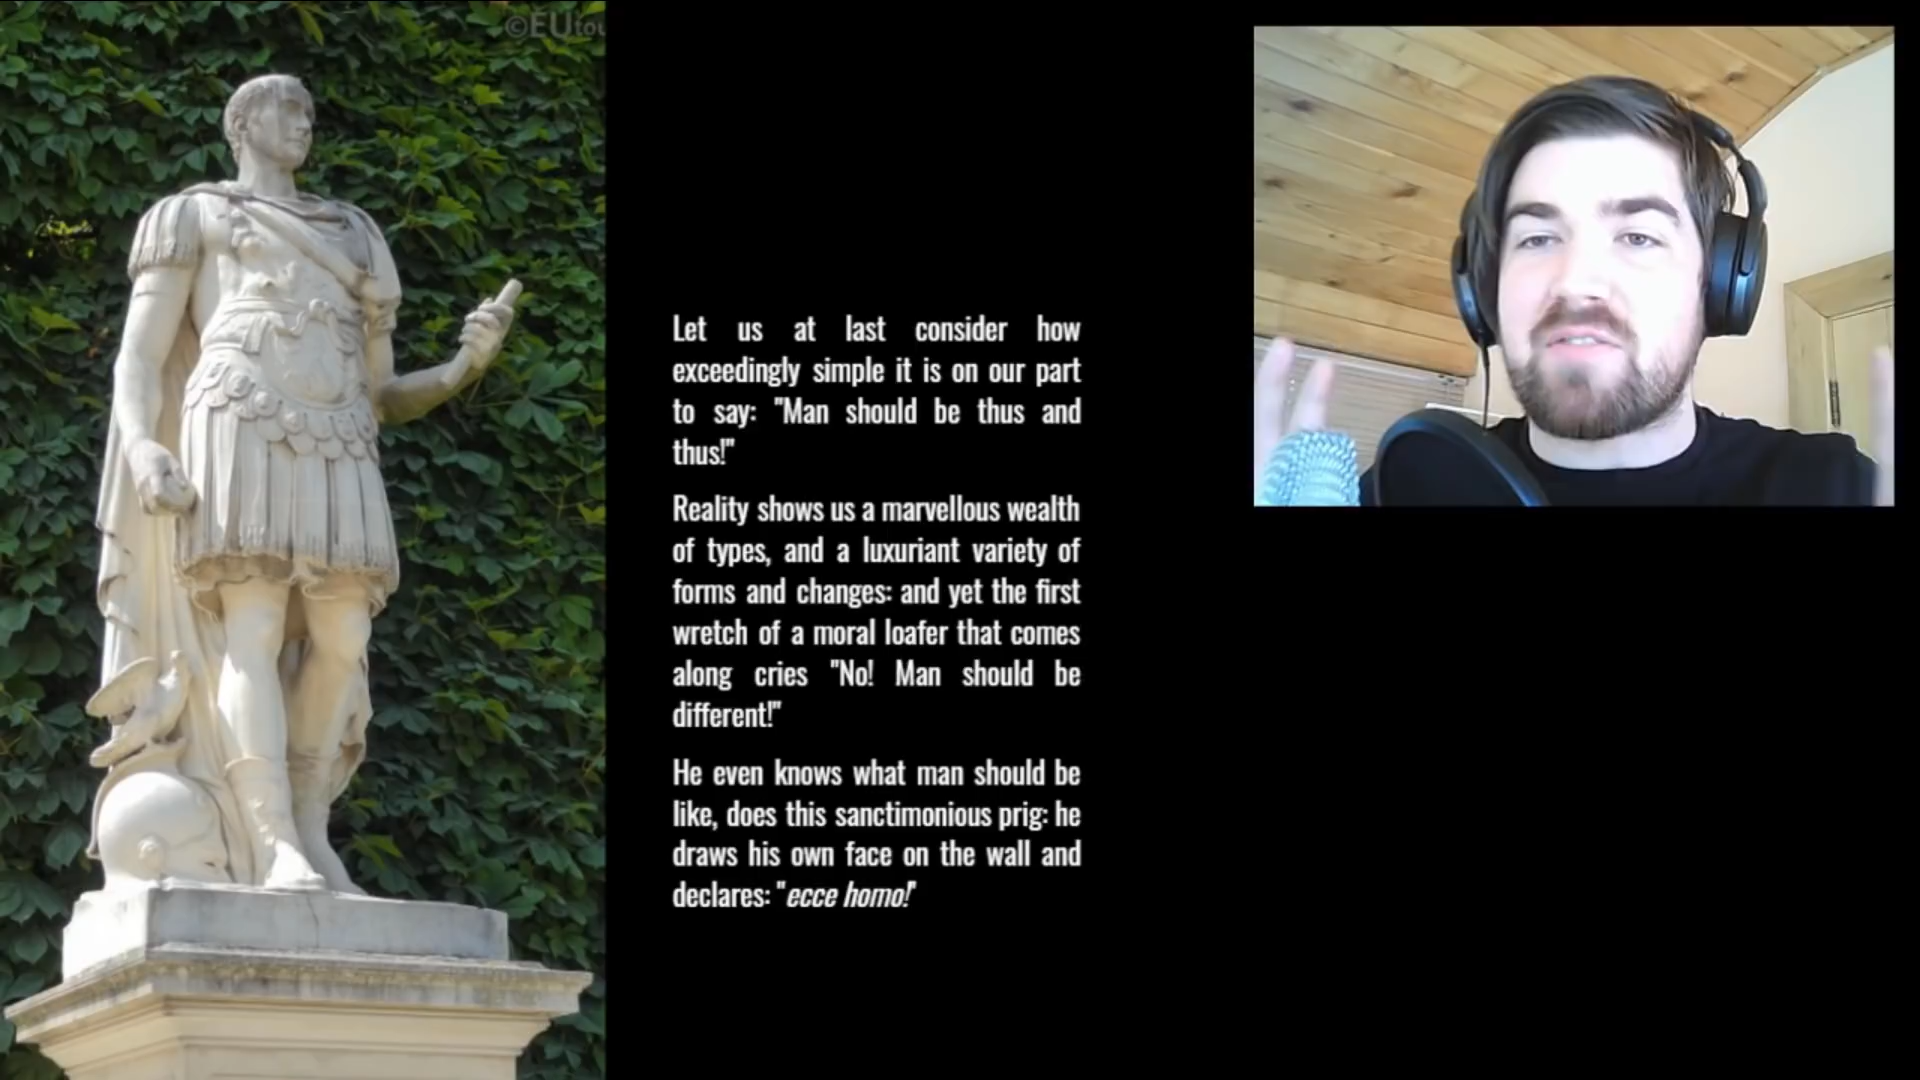 ©EUtou
Let us at last consider how
exceedingly simple it is on our part
to say: "Man should be thus and
thus!"
Reality shows us a marvellous wealth
of types, and a luxuriant variety of
forms and changes: and yet the first
wretch of a moral loafer that comes
along cries "No! Man should be
different!"
He even knows what man should be
like, does this sanctimonious prig: he
draws his own face on the wall and
declares: "ecce homo!"